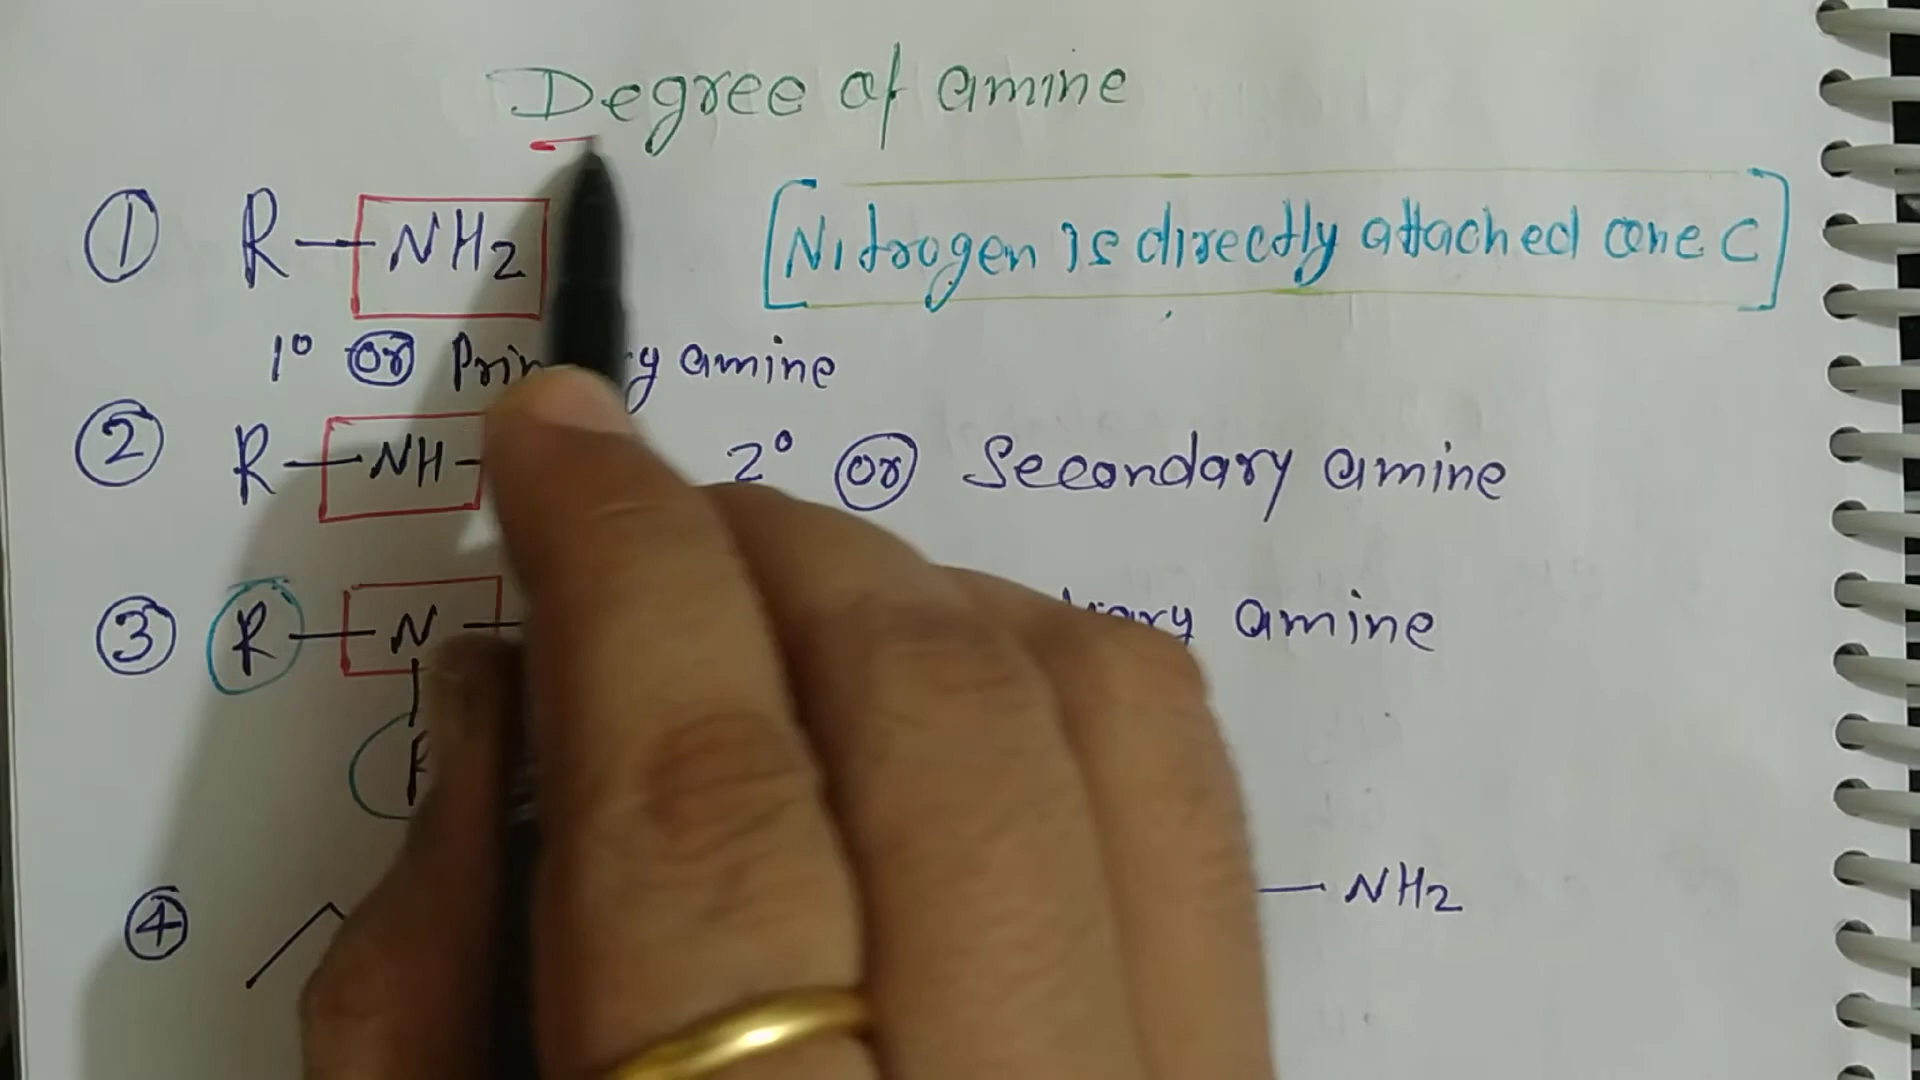 Degree of amine
① R—NH2 [Nitrogen is directly attached one C]
1° or amine
② R—NH— 2° or Secondary amine
③ R—N— amine
④ —NH2